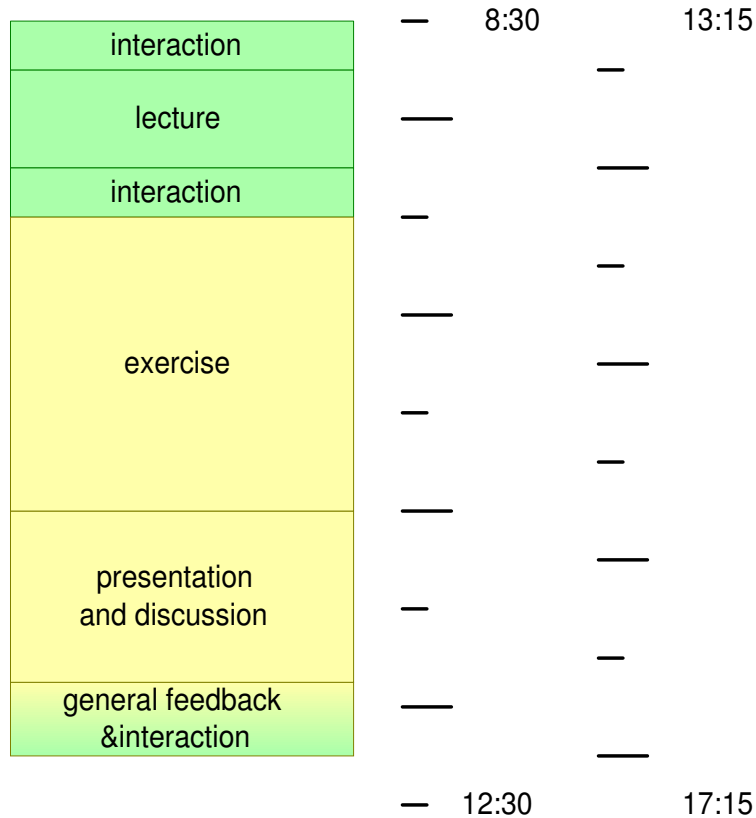 8:30 13:15
interaction
lecture
interaction
exercise
presentation
and discussion
general feedback
&interaction
12:30 17:15